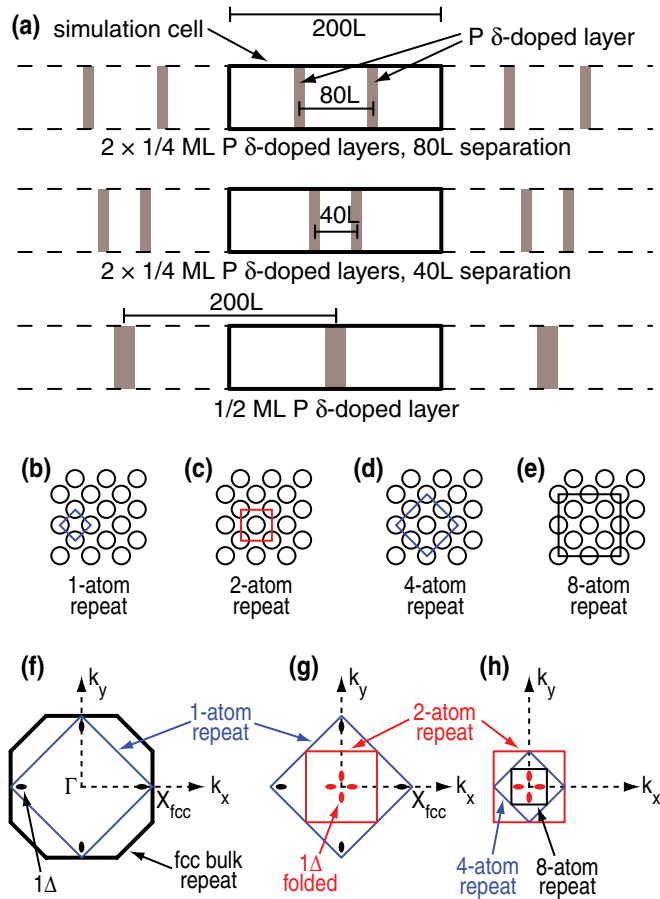 (a)
200L
simulation cell
P δ-doped layer
80L
2 × 1/4 ML P δ-doped layers, 80L separation
40L
2 × 1/4 ML P δ-doped layers, 40L separation
200L
1/2 ML P δ-doped layer
(b)
(c)
(d)
(e)
1-atom repeat
2-atom repeat
4-atom repeat
8-atom repeat
(f)
ky
1-atom repeat
Γ
Xfcc
kx
1Δ
fcc bulk repeat
(g)
ky
2-atom repeat
Xfcc
kx
1Δ folded
(h)
ky
kx
4-atom repeat
8-atom repeat